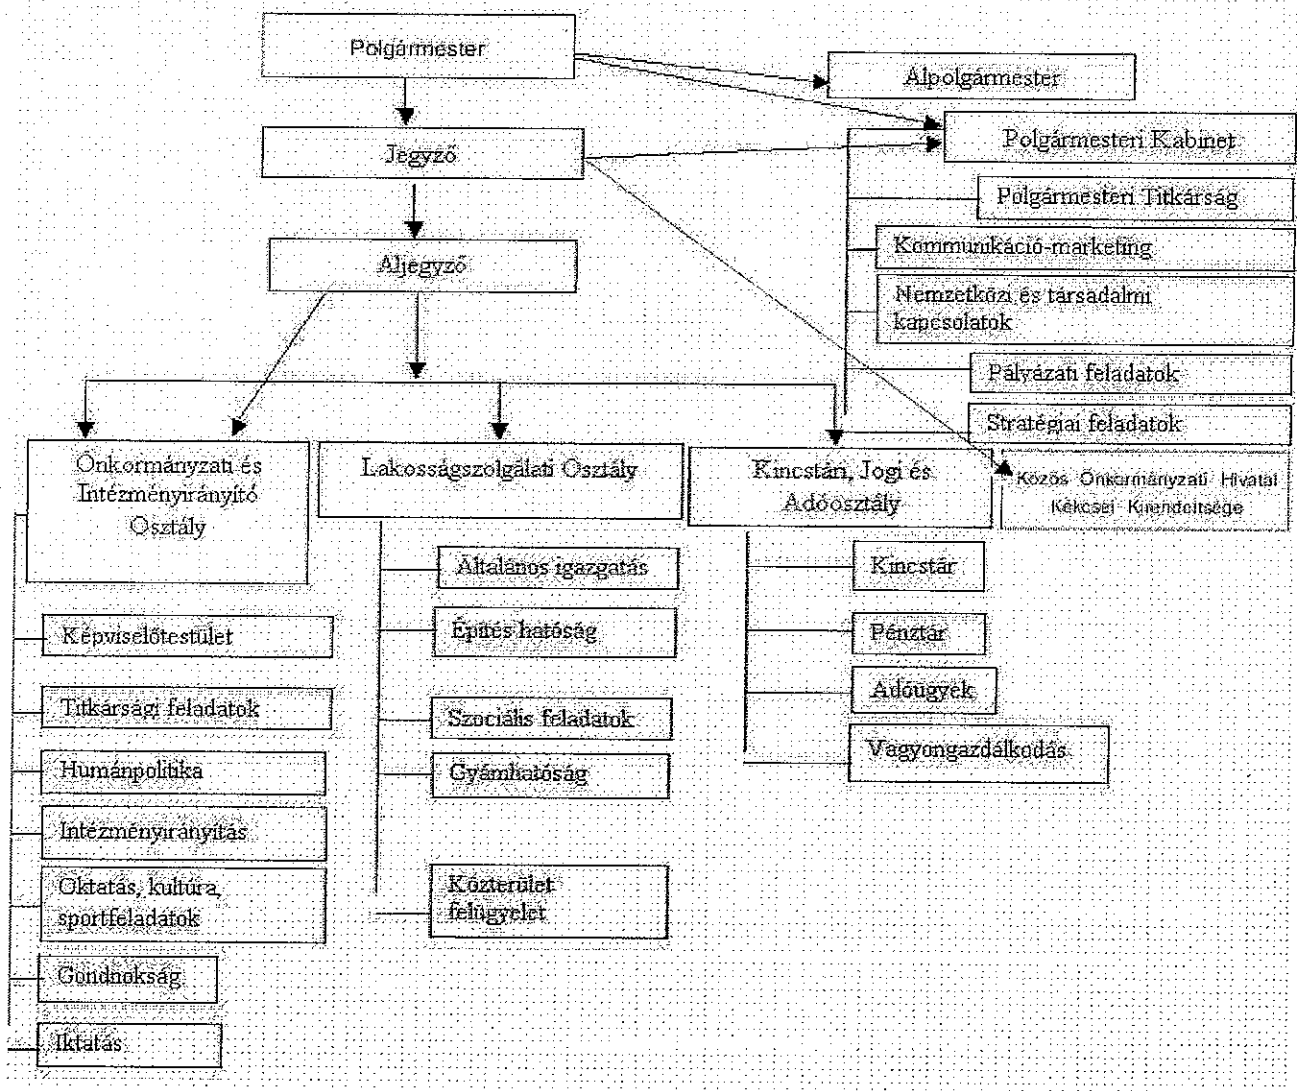 Polgármester
Alpolgármester
Jegyző
Polgármesteri Kabinet
Polgármesteri Titkárság
Aljegyző
Kommunikáció-marketing
Nemzetközi és társadalmi
kapcsolatok
Pályázati feladatok
Stratégiai feladatok
Önkormányzati és
Intézményirányító
Osztály
Lakosságszolgálati Osztály
Kincstári, Jogi és
Adóosztály
Közös Önkormányzati Hivatal
Kékcsei Kirendeltsége
Képviselőtestület
Titkársági feladatok
Humánpolitika
Intézményirányítás
Oktatás, kultúra,
sportfeladatok
Gondnokság
Iktatás
Általános igazgatás
Építés hatóság
Szociális feladatok
Gyámhatóság
Közterület
felügyelet
Kincstár
Pénztár
Adóügyek
Vagyongazdálkodás